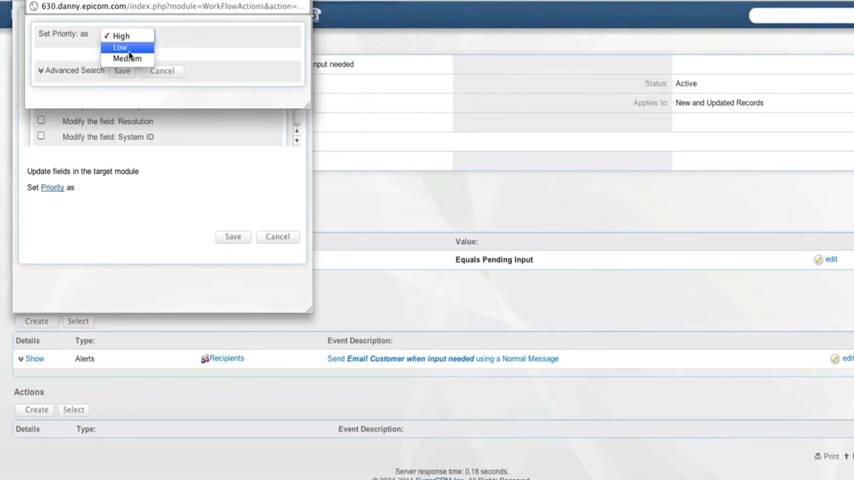 630.danny.epicom.com/index.php?module=WorkFlowActions&action=...
Set Priority: as
✓ High
Low
Medium
Advanced Search Save Cancel
Input needed
Status: Active
Applies to: New and Updated Records
Modify the field: Resolution
Modify the field: System ID
Update fields in the target module
Set Priority as
Save Cancel
Value:
Equals Pending Input edit
Create Select
Details Type: Event Description:
Show Alerts Recipients Send Email Customer when input needed using a Normal Message edit
Actions
Create Select
Details Type: Event Description:
Print
Server response time: 0.18 seconds.